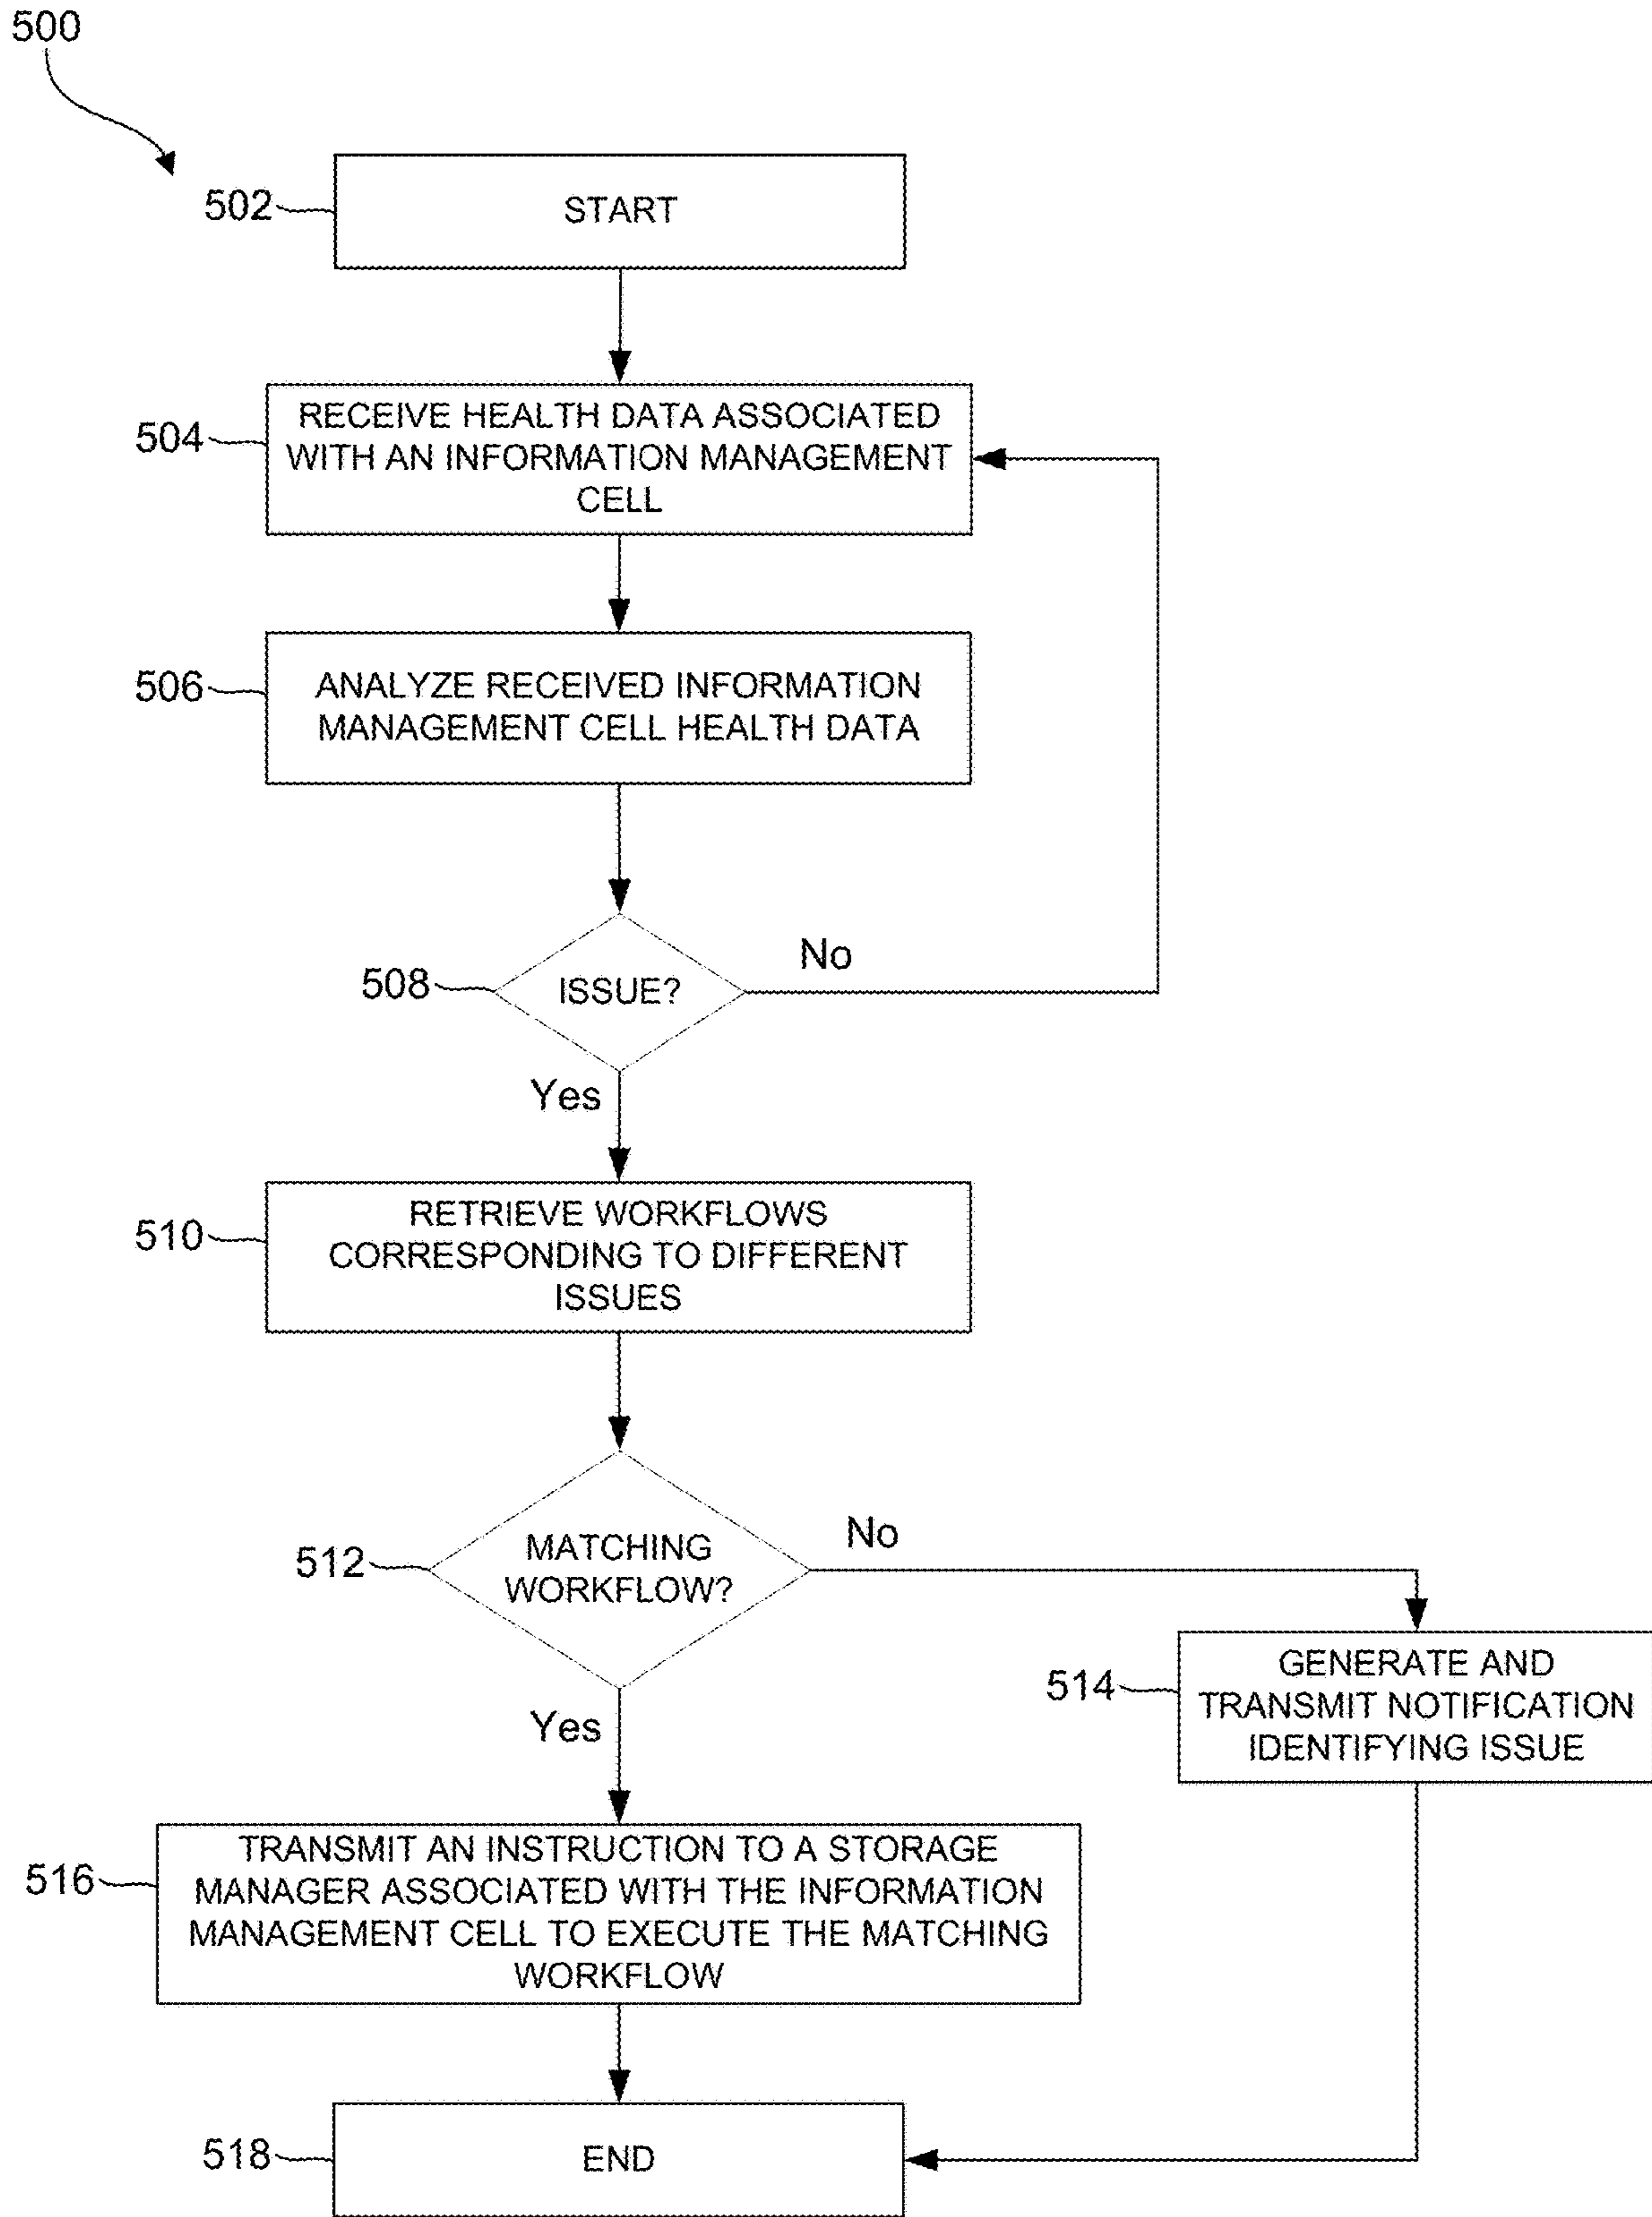 500
502
START
504
RECEIVE HEALTH DATA ASSOCIATED
WITH AN INFORMATION MANAGEMENT
CELL
506
ANALYZE RECEIVED INFORMATION
MANAGEMENT CELL HEALTH DATA
508
ISSUE?
No
Yes
510
RETRIEVE WORKFLOWS
CORRESPONDING TO DIFFERENT
ISSUES
512
MATCHING
WORKFLOW?
No
Yes
514
GENERATE AND
TRANSMIT NOTIFICATION
IDENTIFYING ISSUE
516
TRANSMIT AN INSTRUCTION TO A STORAGE
MANAGER ASSOCIATED WITH THE INFORMATION
MANAGEMENT CELL TO EXECUTE THE MATCHING
WORKFLOW
518
END